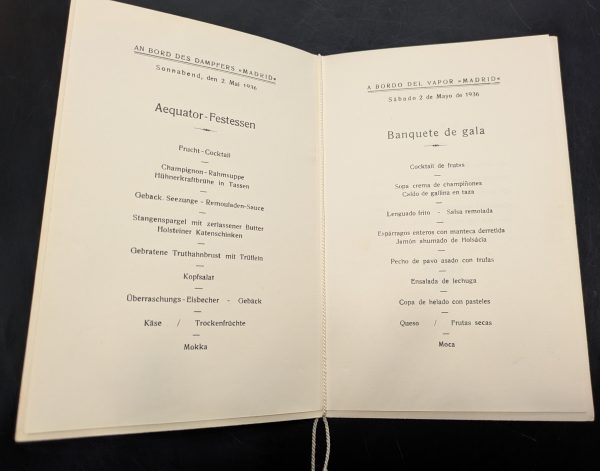 AN BORD DES DAMPFERS »MADRID«
Sonnabend, den 2. Mai 1936
Aequator-Festessen
Frucht-Cocktail
Champignon-Rahmsuppe
Hühnerkraftbrühe in Tassen
Geback. Seezunge - Remouladen-Sauce
Stangenspargel mit zerlassener Butter
Holsteiner Katenschinken
Gebratene Truthahnbrust mit Trüffeln
Kopfsalat
Überraschungs-Eisbecher - Gebäck
Käse / Trockenfrüchte
Mokka
A BORDO DEL VAPOR »MADRID«
Sábado 2 de Mayo de 1936
Banquete de gala
Cocktail de frutas
Sopa crema de champiñones
Caldo de gallina en taza
Lenguado frito - Salsa remolada
Espárragos enteros con manteca derretida
Jamón ahumado de Holsácia
Pecho de pavo asado con trufas
Ensalada de lechuga
Copa de helado con pasteles
Queso / Frutas secas
Moca